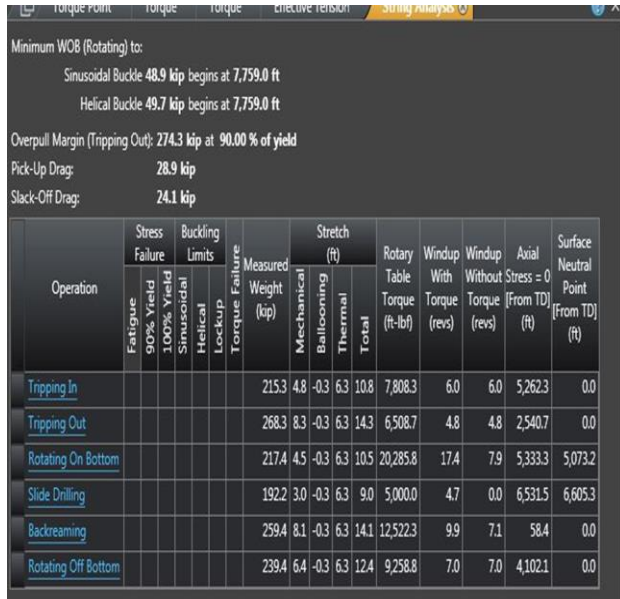 Torque Point Torque Torque Effective Tension String Analysis
Minimum WOB (Rotating) to:
Sinusoidal Buckle 48.9 kip begins at 7,759.0 ft
Helical Buckle 49.7 kip begins at 7,759.0 ft
Overpull Margin (Tripping Out): 274.3 kip at 90.00 % of yield
Pick-Up Drag: 28.9 kip
Slack-Off Drag: 24.1 kip
Operation
Stress Failure
Fatigue
90% Yield
100% Yield
Buckling Limits
Sinusoidal
Helical
Lockup
Torque Failure
Measured Weight (kip)
Stretch (ft)
Mechanical
Ballooning
Thermal
Total
Rotary Table Torque (ft-lbf)
Windup With Torque (revs)
Windup Without Torque (revs)
Axial Stress = 0 [From TD] (ft)
Surface Neutral Point [From TD] (ft)
Tripping In 215.3 4.8 -0.3 6.3 10.8 7,808.3 6.0 6.0 5,262.3 0.0
Tripping Out 268.3 8.3 -0.3 6.3 14.3 6,508.7 4.8 4.8 2,540.7 0.0
Rotating On Bottom 217.4 4.5 -0.3 6.3 10.5 20,285.8 17.4 7.9 5,333.3 5,073.2
Slide Drilling 192.2 3.0 -0.3 6.3 9.0 5,000.0 4.7 0.0 6,531.5 6,605.3
Backreaming 259.4 8.1 -0.3 6.3 14.1 12,522.3 9.9 7.1 58.4 0.0
Rotating Off Bottom 239.4 6.4 -0.3 6.3 12.4 9,258.8 7.0 7.0 4,102.1 0.0